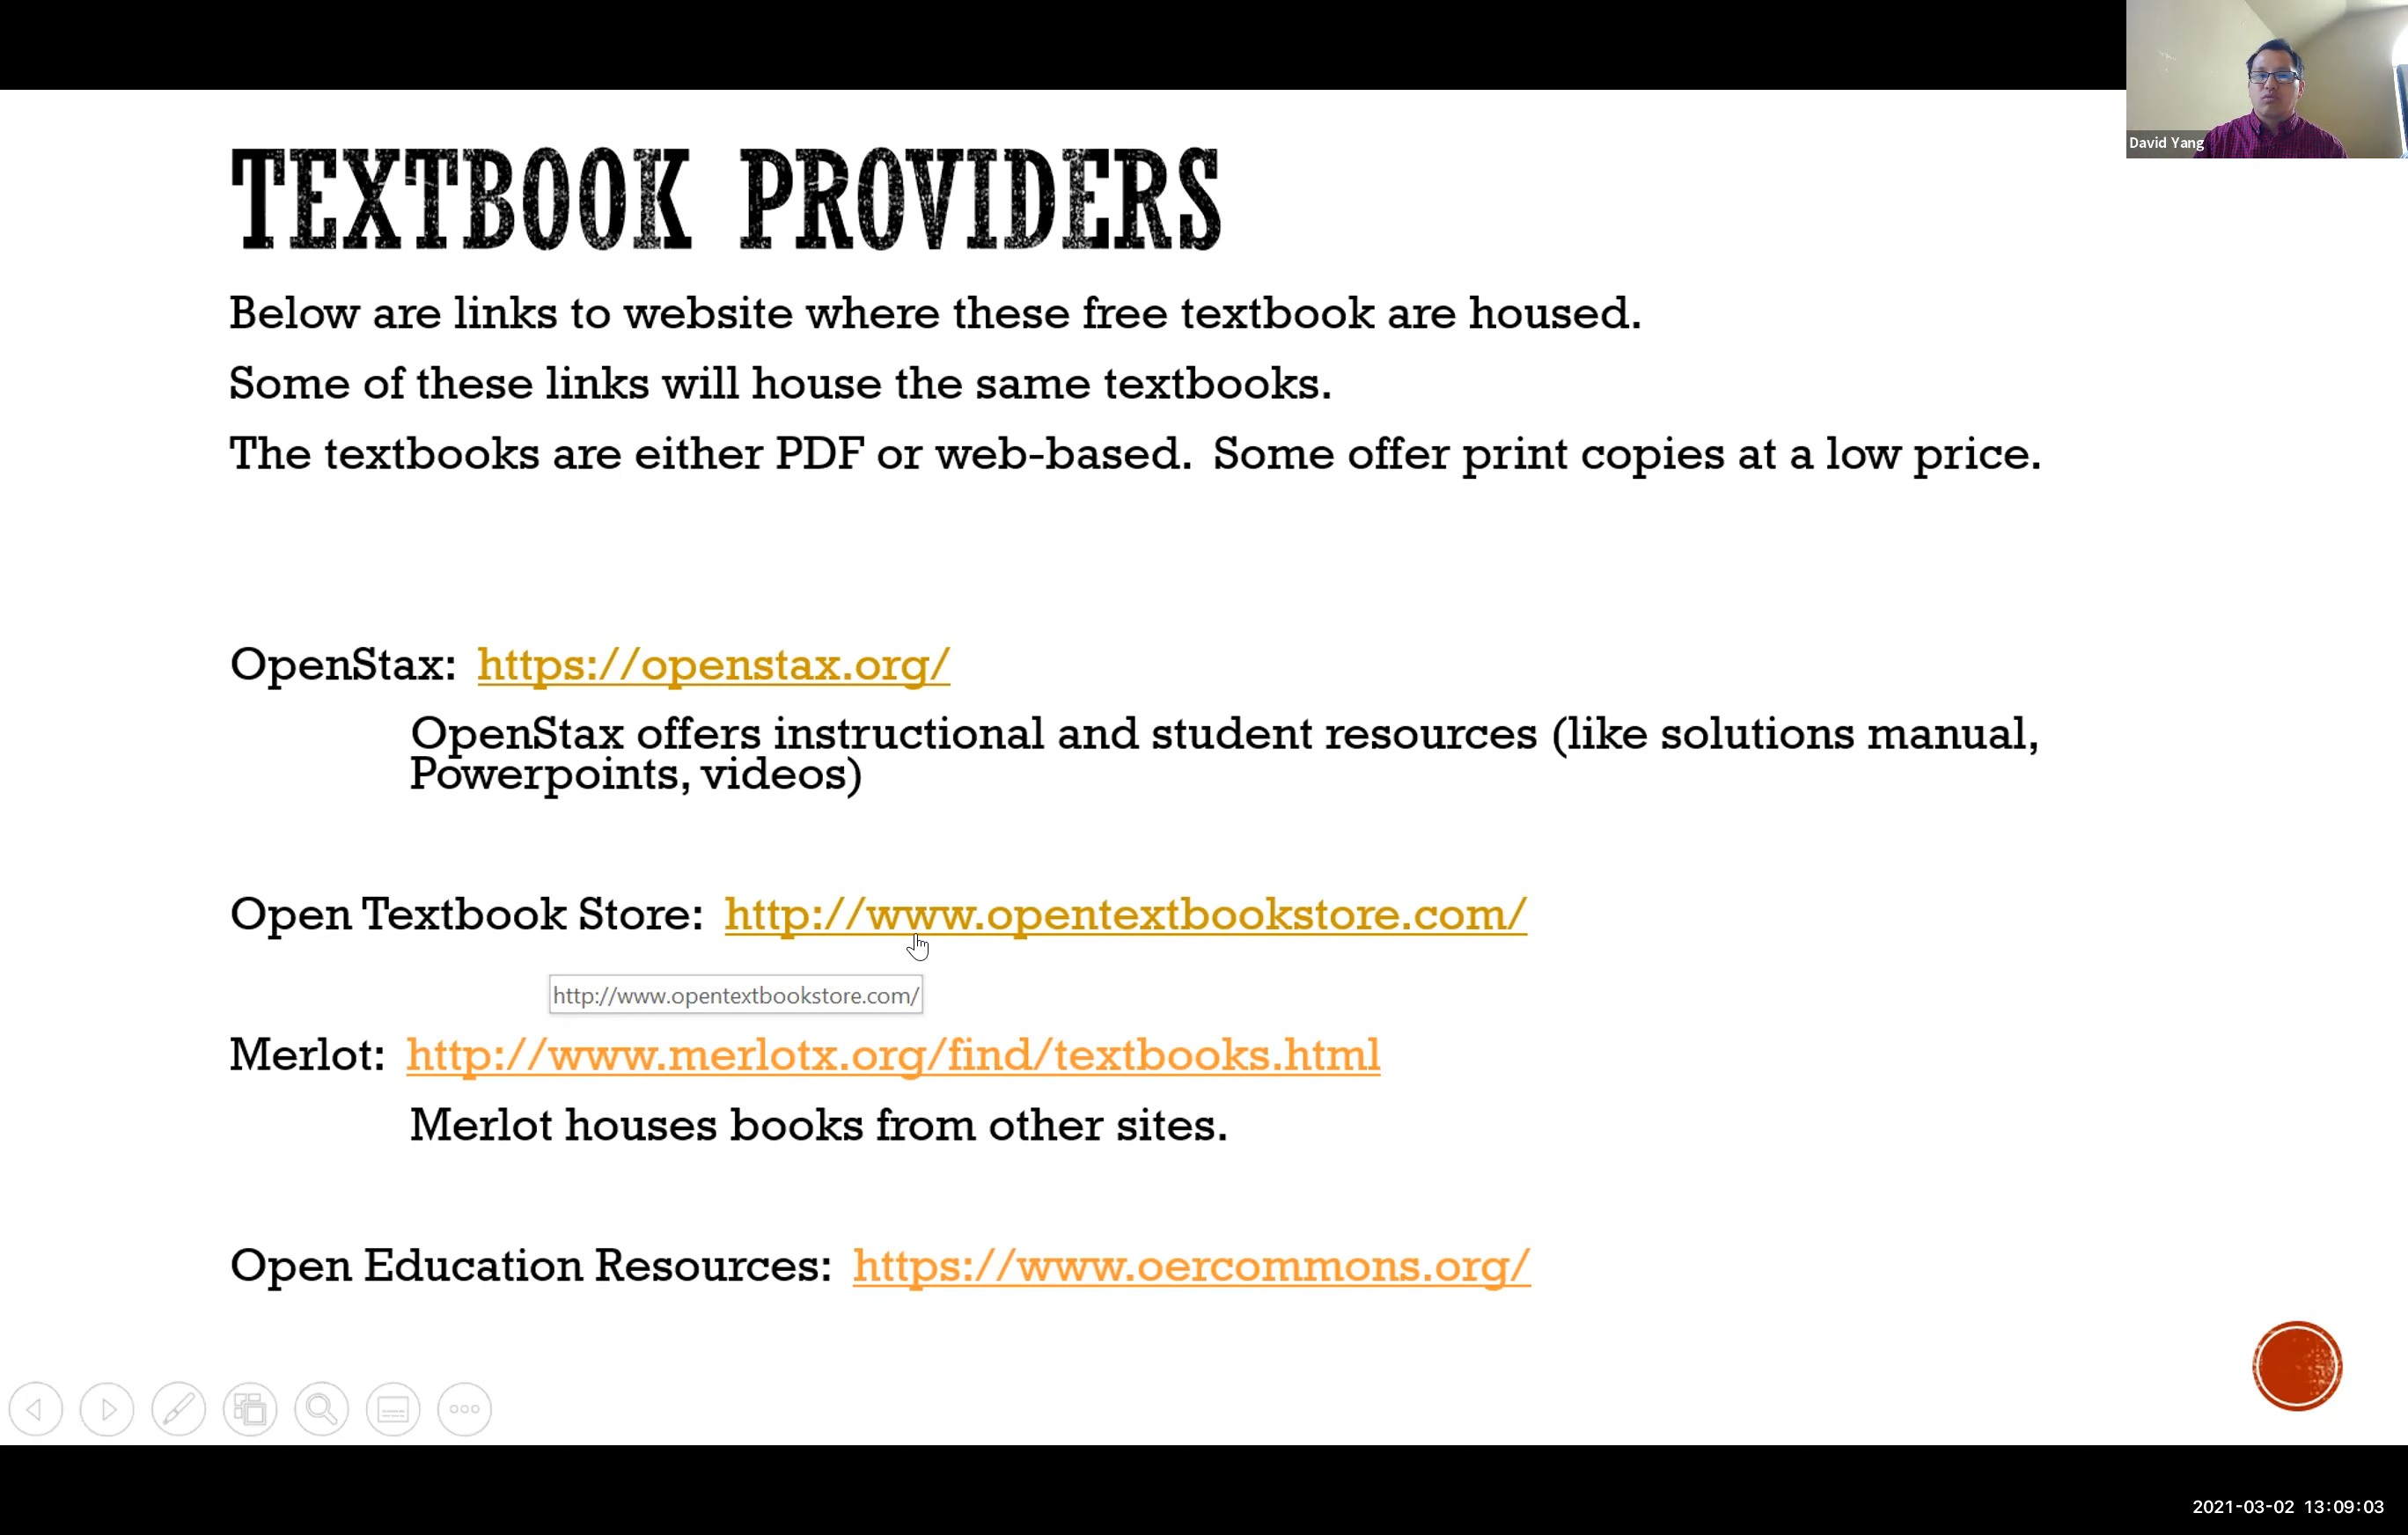 David Yang
TEXTBOOK PROVIDERS
Below are links to website where these free textbook are housed.
Some of these links will house the same textbooks.
The textbooks are either PDF or web-based. Some offer print copies at a low price.
OpenStax: https://openstax.org/
OpenStax offers instructional and student resources (like solutions manual,
Powerpoints, videos)
Open Textbook Store: http://www.opentextbookstore.com/
http://www.opentextbookstore.com/
Merlot: http://www.merlotx.org/find/textbooks.html
Merlot houses books from other sites.
Open Education Resources: https://www.oercommons.org/
2021-03-02 13:09:03